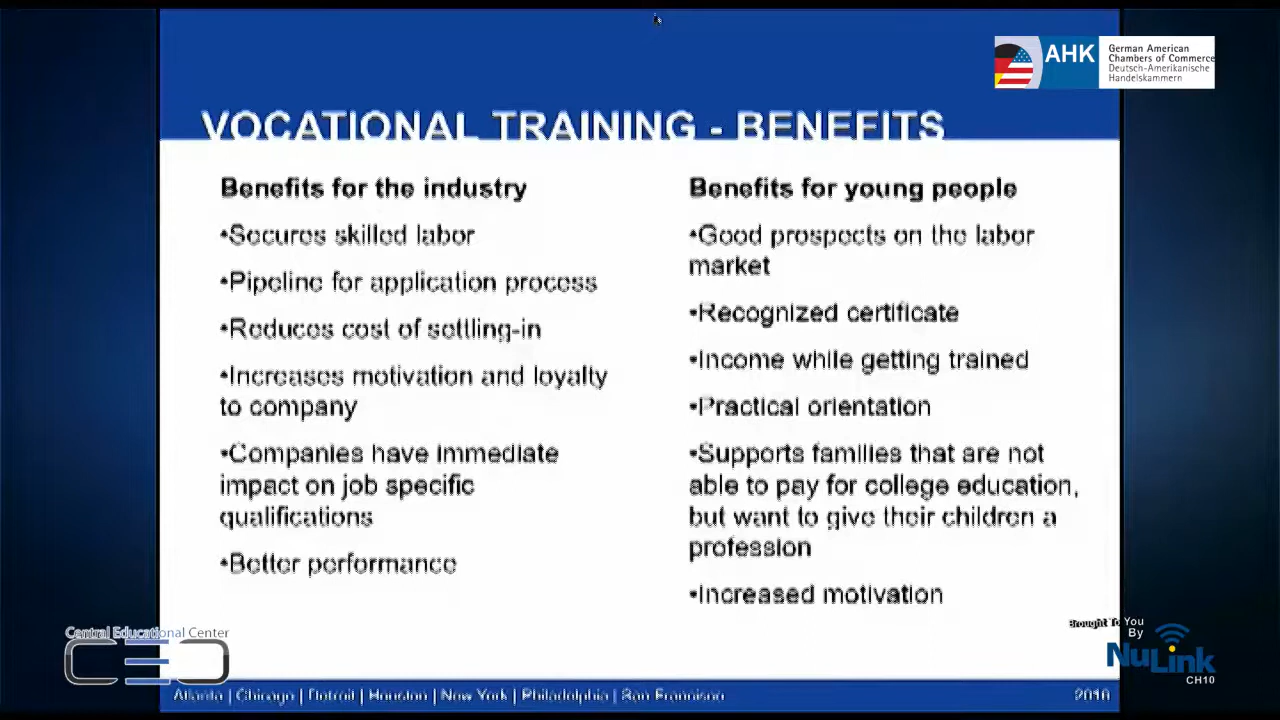 AHK
German American
Chambers of Commerce
Deutsch-Amerikanische
Handelskammern
VOCATIONAL TRAINING - BENEFITS
Benefits for the industry
•Secures skilled labor
•Pipeline for application process
•Reduces cost of settling-in
•Increases motivation and loyalty
to company
•Companies have immediate
impact on job specific
qualifications
•Better performance
Benefits for young people
•Good prospects on the labor
market
•Recognized certificate
•Income while getting trained
•Practical orientation
•Supports families that are not
able to pay for college education,
but want to give their children a
profession
•Increased motivation
Central Educational Center
CEC
Brought To You
By
NuLink
CH10
Atlanta | Chicago | Detroit | Houston | New York | Philadelphia | San Francisco
2010